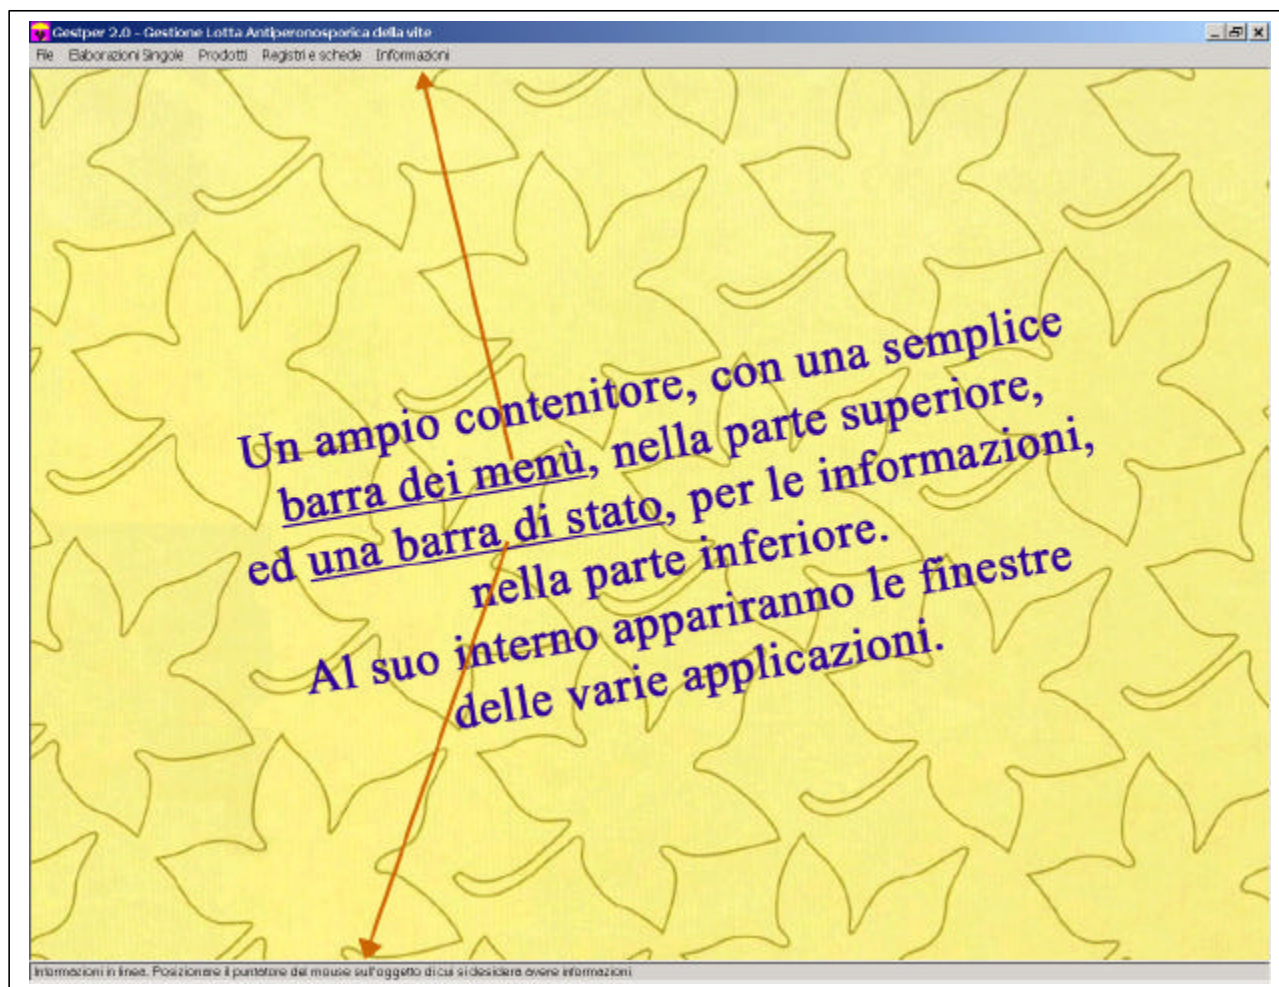 Gestper 2.0 - Gestione Lotta Antiperonosporica della vite
File Elaborazioni Singole Prodotti Registri e schede Informazioni
Un ampio contenitore, con una semplice
barra dei menù, nella parte superiore,
ed una barra di stato, per le informazioni,
nella parte inferiore.
Al suo interno appariranno le finestre
delle varie applicazioni.
Informazioni in linea. Posizionare il puntatore del mouse sull'oggetto di cui si desidera avere informazioni